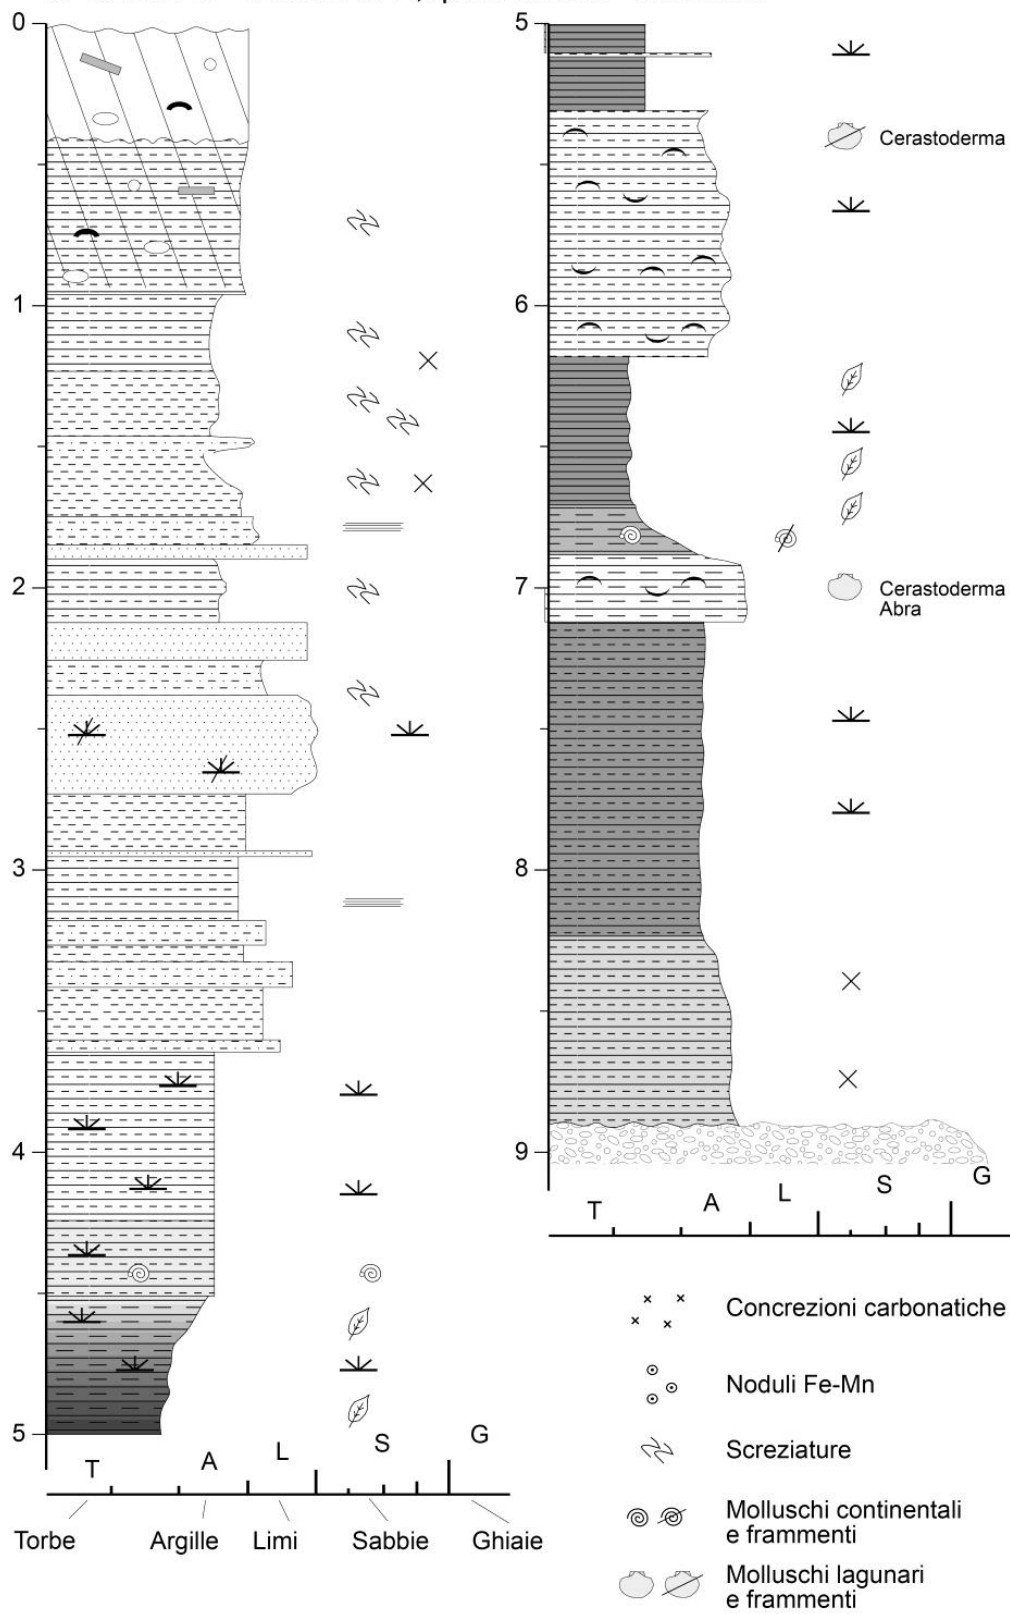 0
1
2
3
4
5
T
A
L
S
G
Torbe
Argille
Limi
Sabbie
Ghiaie
5
6
7
8
9
Cerastoderma
Cerastoderma
Abra
T
A
L
S
G
Concrezioni carbonatiche
Noduli Fe-Mn
Screziature
Molluschi continentali
e frammenti
Molluschi lagunari
e frammenti